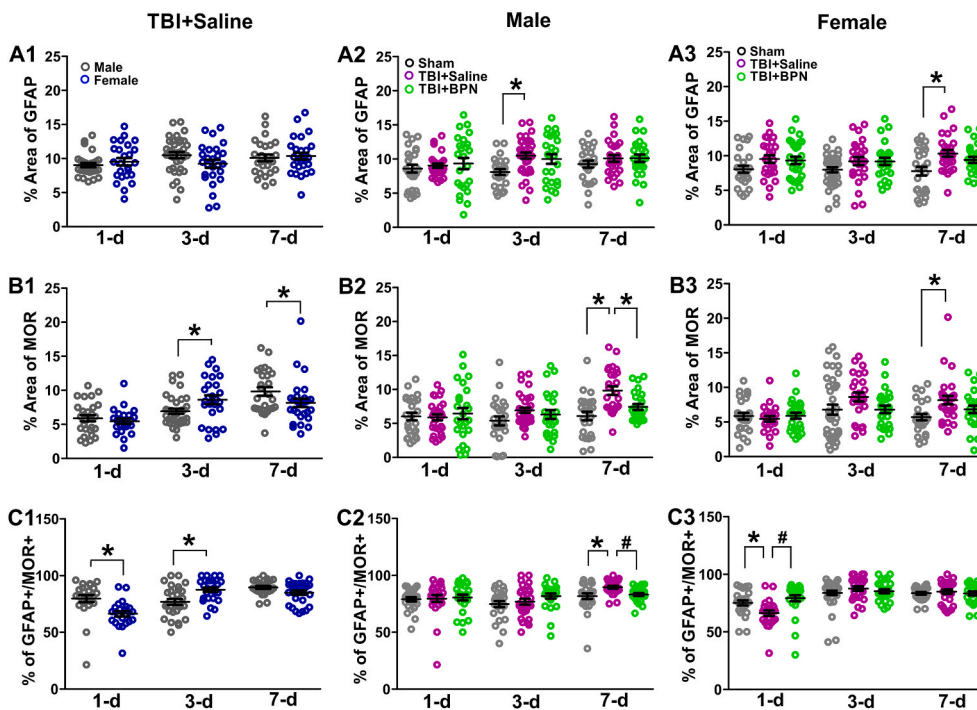 TBI+Saline
Male
Female
A1
% Area of GFAP
25
20
15
10
5
0
Male
Female
1-d
3-d
7-d
A2
% Area of GFAP
25
20
15
10
5
0
Sham
TBI+Saline
TBI+BPN
*
1-d
3-d
7-d
A3
% Area of GFAP
25
20
15
10
5
0
Sham
TBI+Saline
TBI+BPN
*
1-d
3-d
7-d
B1
% Area of MOR
25
20
15
10
5
0
*
*
1-d
3-d
7-d
B2
% Area of MOR
25
20
15
10
5
0
* *
1-d
3-d
7-d
B3
% Area of MOR
25
20
15
10
5
0
*
1-d
3-d
7-d
C1
% of GFAP+/MOR+
150
100
50
0
*
*
1-d
3-d
7-d
C2
% of GFAP+/MOR+
150
100
50
0
* #
1-d
3-d
7-d
C3
% of GFAP+/MOR+
150
100
50
0
* #
1-d
3-d
7-d